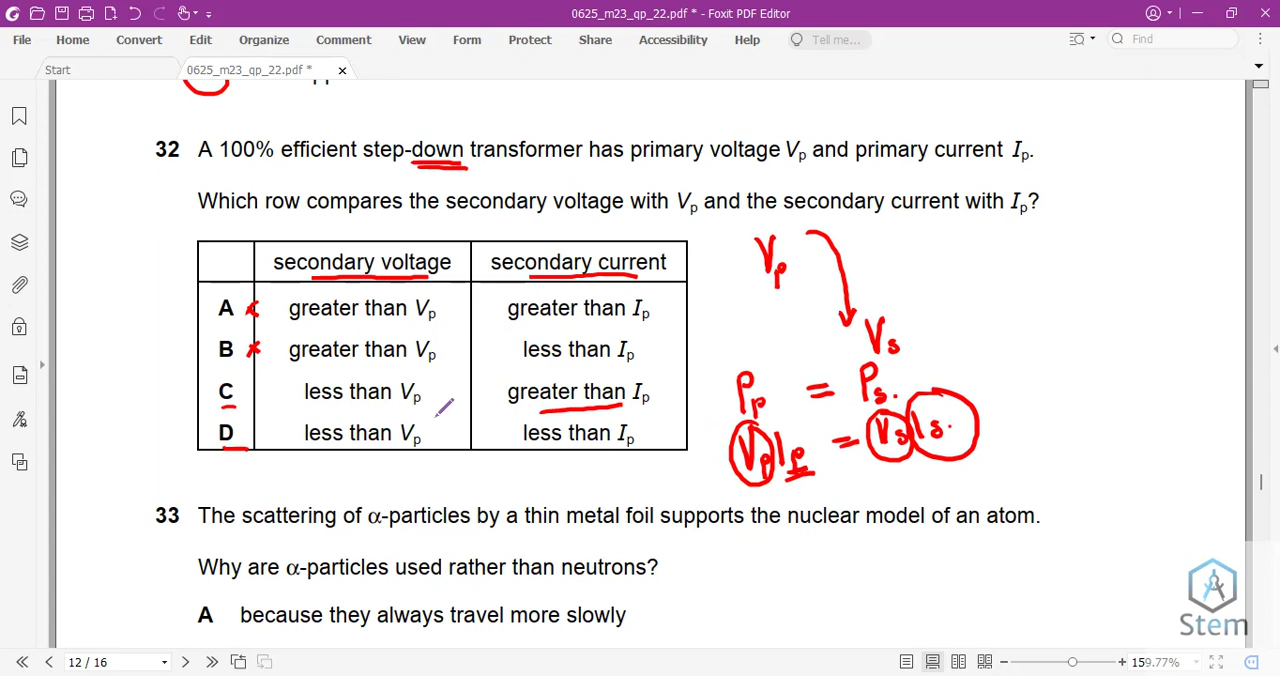 0625_m23_qp_22.pdf * - Foxit PDF Editor
File Home Convert Edit Organize Comment View Form Protect Share Accessibility Help Tell me... Find
Start 0625_m23_qp_22.pdf *
32 A 100% efficient step-down transformer has primary voltage Vp and primary current Ip.
Which row compares the secondary voltage with Vp and the secondary current with Ip?
secondary voltage secondary current
A greater than Vp greater than Ip
B greater than Vp less than Ip
C less than Vp greater than Ip
D less than Vp less than Ip
Vp
Vs
Pp = Ps.
VpIp = VsIs.
33 The scattering of α-particles by a thin metal foil supports the nuclear model of an atom.
Why are α-particles used rather than neutrons?
A because they always travel more slowly
Stem
12 / 16 159.77%